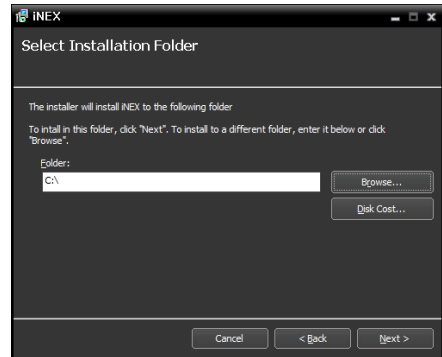 iNEX
Select Installation Folder
The installer will install iNEX to the following folder
To intall in this folder, click "Next". To install to a different folder, enter it below or click
"Browse".
Folder:
C:\
Browse...
Disk Cost...
Cancel
< Back
Next >